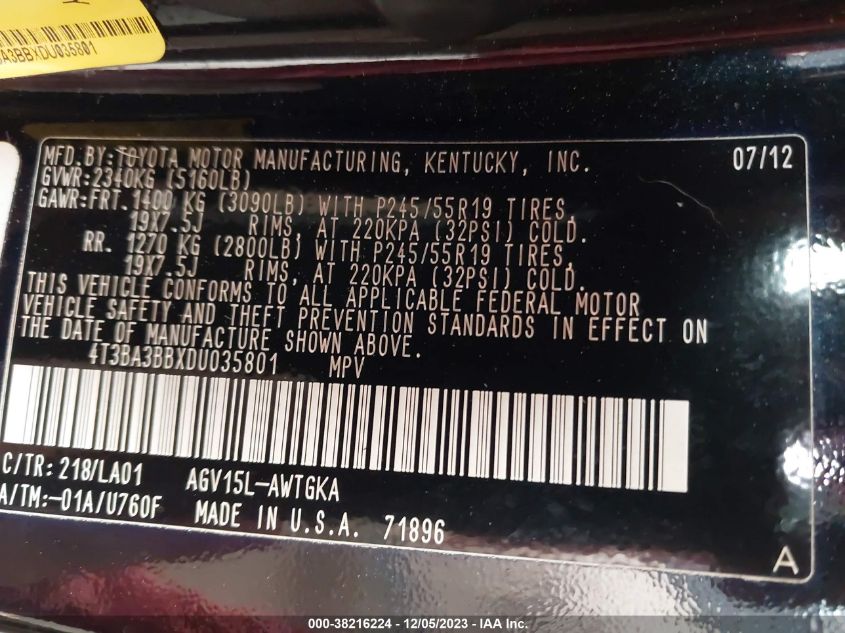 Y
A3BBXDU035801
MFD.BY:TOYOTA MOTOR MANUFACTURING, KENTUCKY, INC. 07/12
GVWR:2340KG (5160LB)
GAWR:FRT.1400 KG (3090LB) WITH P245/55R19 TIRES,
19X7.5J RIMS, AT 220KPA (32PSI) COLD.
RR. 1270 KG (2800LB) WITH P245/55R19 TIRES,
19X7.5J RIMS, AT 220KPA (32PSI) COLD.
THIS VEHICLE CONFORMS TO ALL APPLICABLE FEDERAL MOTOR
VEHICLE SAFETY AND THEFT PREVENTION STANDARDS IN EFFECT ON
THE DATE OF MANUFACTURE SHOWN ABOVE.
4T3BA3BBXDU035801 MPV
C/TR:218/LA01 AGV15L-AWTGKA
A/TM:-01A/U760F MADE IN U.S.A. 71896
A
000-38216224 - 12/05/2023 - IAA Inc.